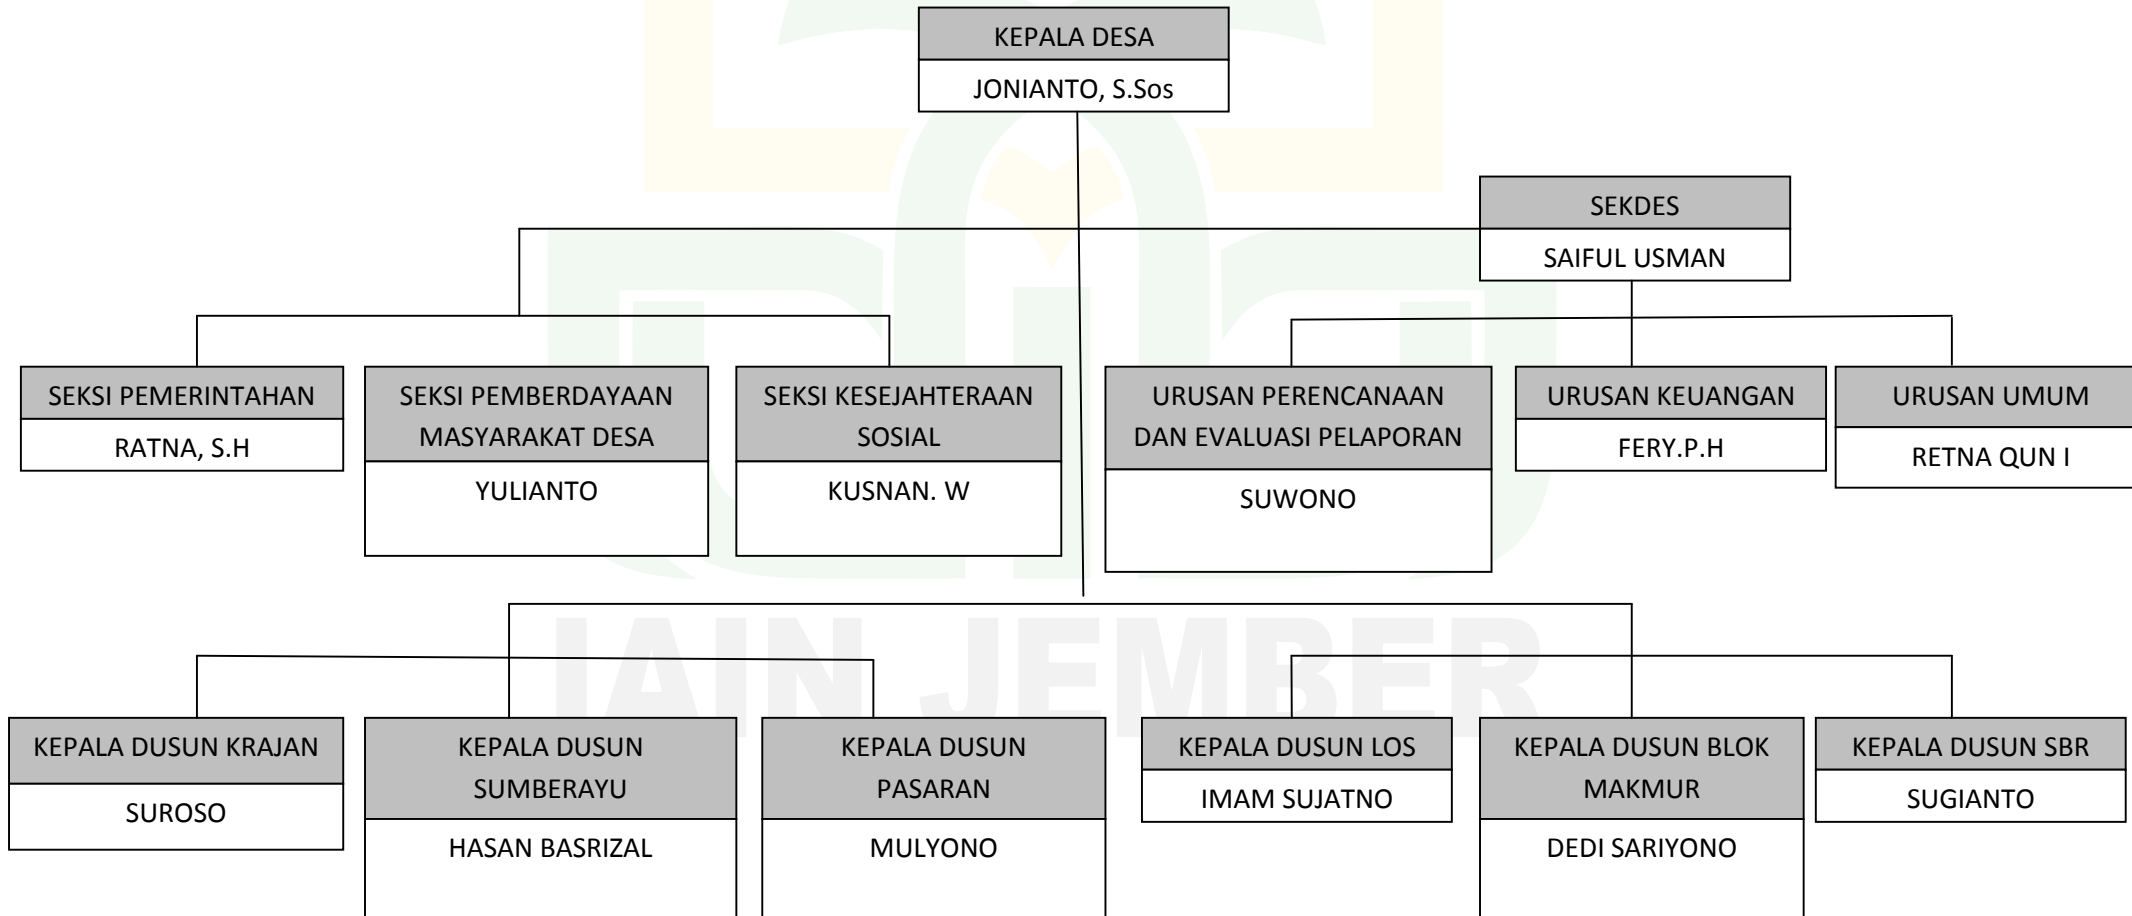 KEPALA DESA
JONIANTO, S.Sos
SEKDES
SAIFUL USMAN
SEKSI PEMERINTAHAN
RATNA, S.H
SEKSI PEMBERDAYAAN
MASYARAKAT DESA
YULIANTO
SEKSI KESEJAHTERAAN
SOSIAL
KUSNAN. W
URUSAN PERENCANAAN
DAN EVALUASI PELAPORAN
SUWONO
URUSAN KEUANGAN
FERY.P.H
URUSAN UMUM
RETNA QUN I
IAIN JEMBER
KEPALA DUSUN KRAJAN
SUROSO
KEPALA DUSUN
SUMBERAYU
HASAN BASRIZAL
KEPALA DUSUN
PASARAN
MULYONO
KEPALA DUSUN LOS
IMAM SUJATNO
KEPALA DUSUN BLOK
MAKMUR
DEDI SARIYONO
KEPALA DUSUN SBR
SUGIANTO